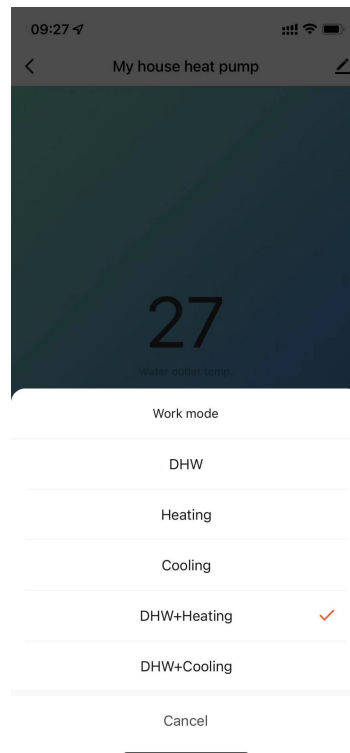 09:27
My house heat pump
27
Water outlet temp.
Work mode
DHW
Heating
Cooling
DHW+Heating
DHW+Cooling
Cancel